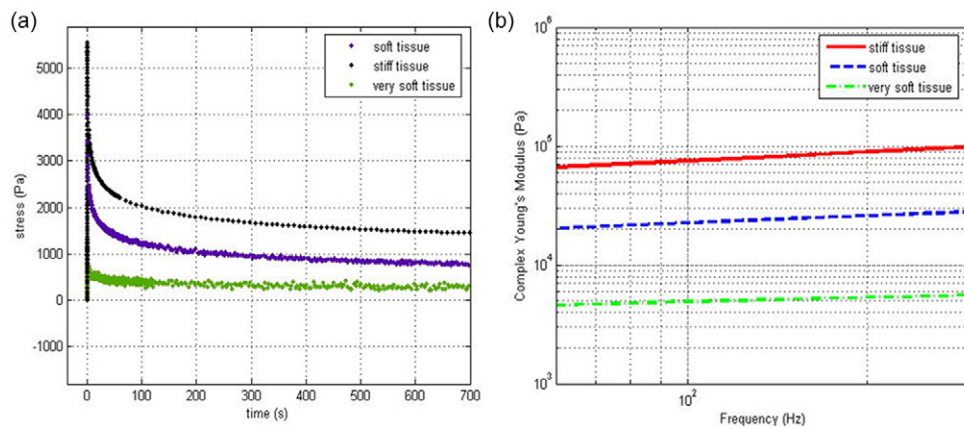 (a)
soft tissue
stiff tissue
very soft tissue
stress (Pa)
5000
4000
3000
2000
1000
0
-1000
0 100 200 300 400 500 600 700
time (s)
(b)
stiff tissue
soft tissue
very soft tissue
Complex Young's Modulus (Pa)
10^6
10^5
10^4
10^3
10^2
Frequency (Hz)